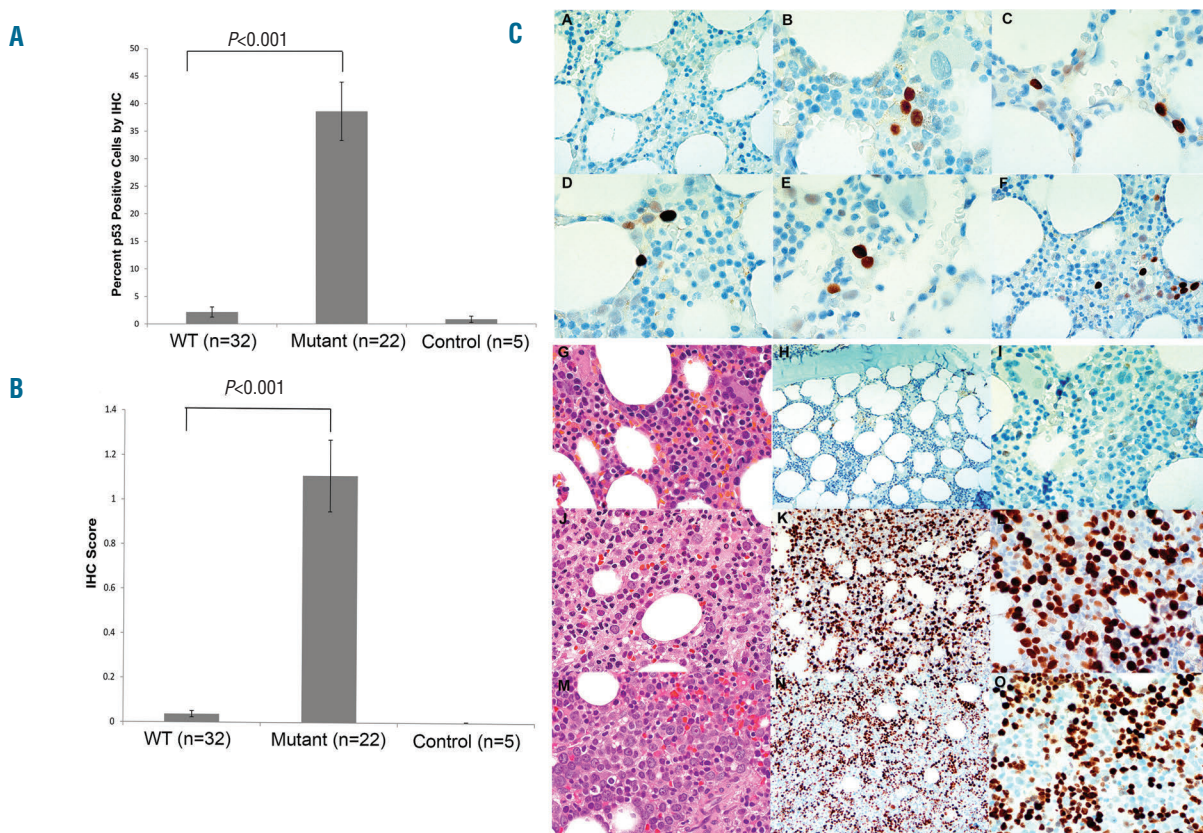 A
P<0.001
Percent p53 Positive Cells by IHC
50
45
40
35
30
25
20
15
10
5
0
WT (n=32) Mutant (n=22) Control (n=5)
B
P<0.001
IHC Score
1.4
1.2
1
0.8
0.6
0.4
0.2
0
WT (n=32) Mutant (n=22) Control (n=5)
C
A B C
D E F
G H I
J K L
M N O